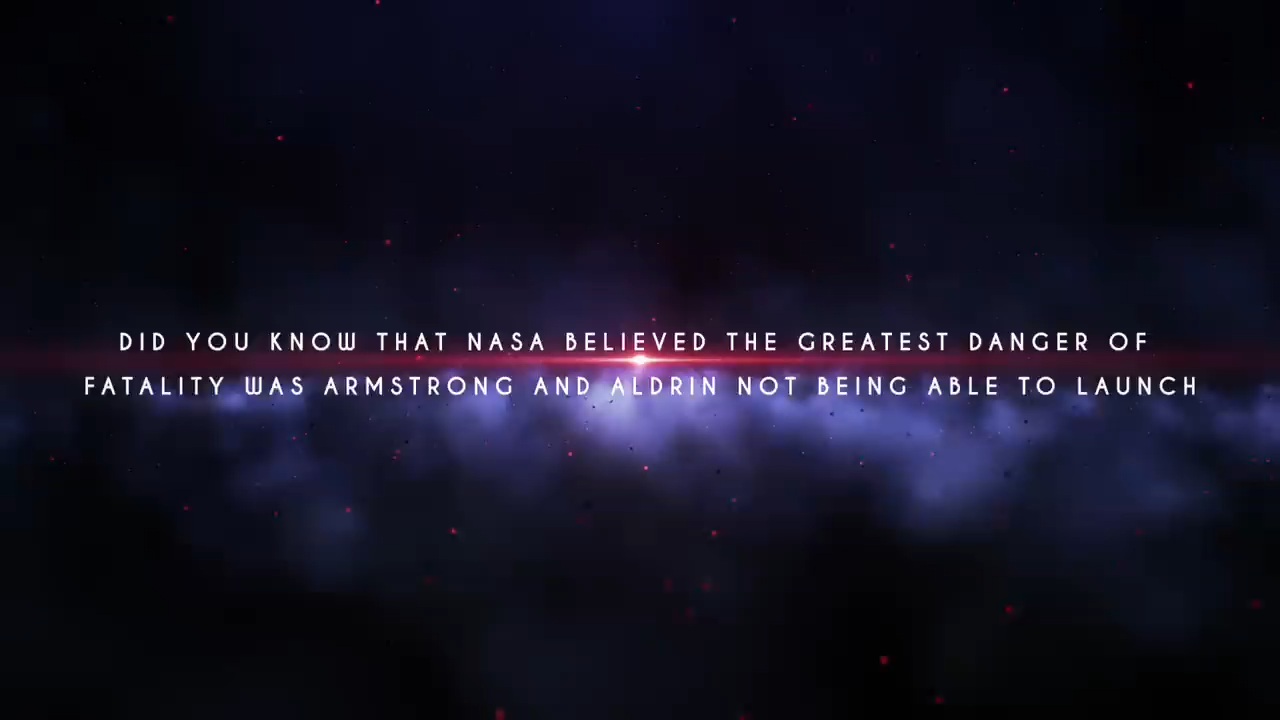 DID YOU KNOW THAT NASA BELIEVED THE GREATEST DANGER OF
FATALITY WAS ARMSTRONG AND ALDRIN NOT BEING ABLE TO LAUNCH